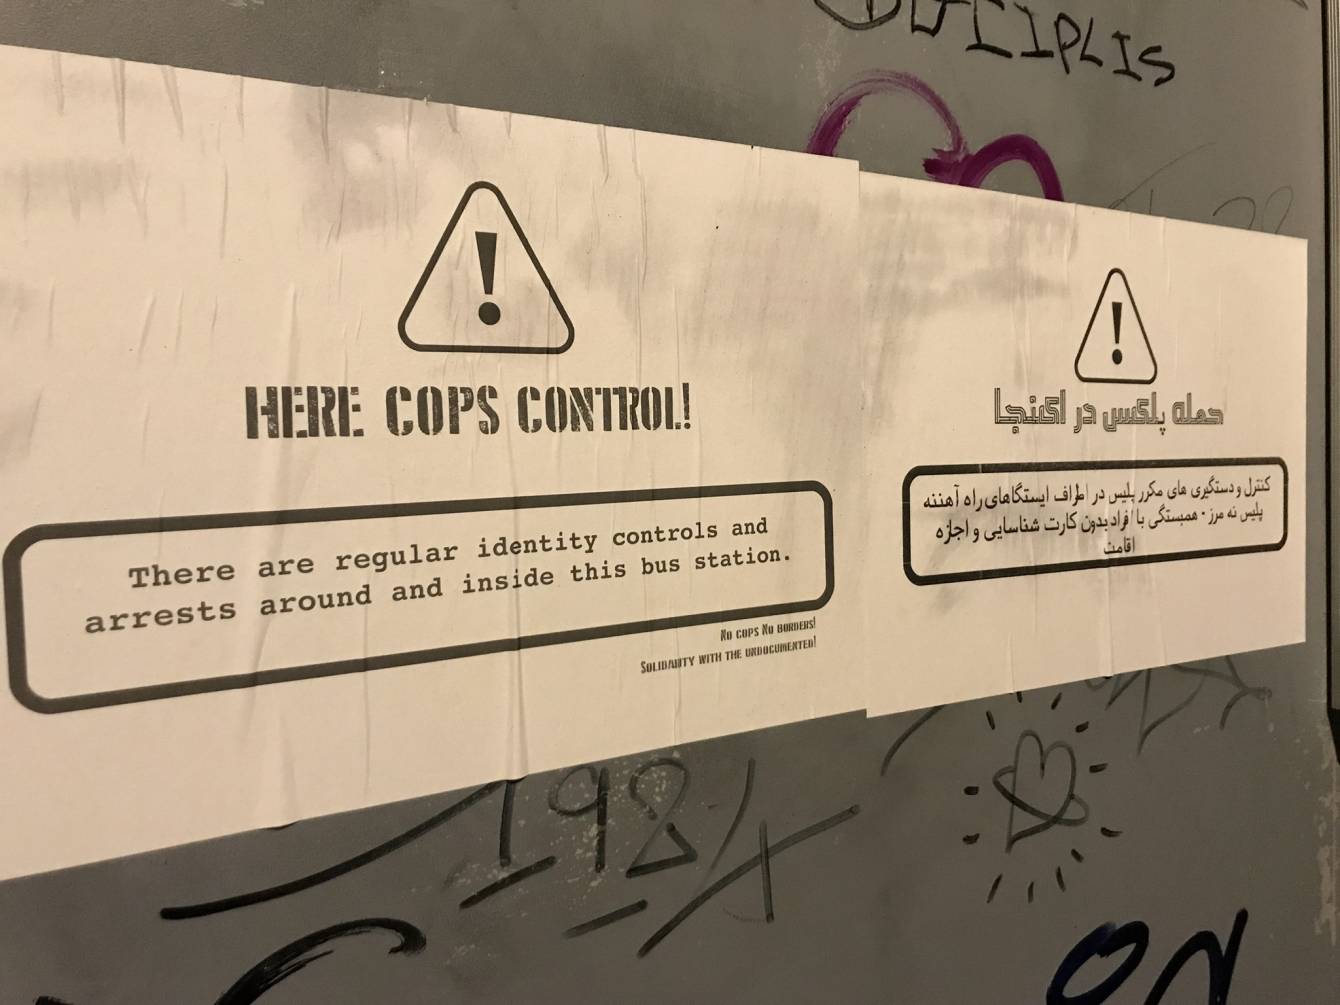 HERE COPS CONTROL!
There are regular identity controls and
arrests around and inside this bus station.
No cops No borders!
Solidarity with the undocumented!
حمله پلیس در اینجا
کنترل و دستگیری های مکرر پلیس در اطراف ایستگاهای راه آهننه
پلیس نه مرز - همبستگی با افراد بدون کارت شناسایی و اجازه
اقامت
1984